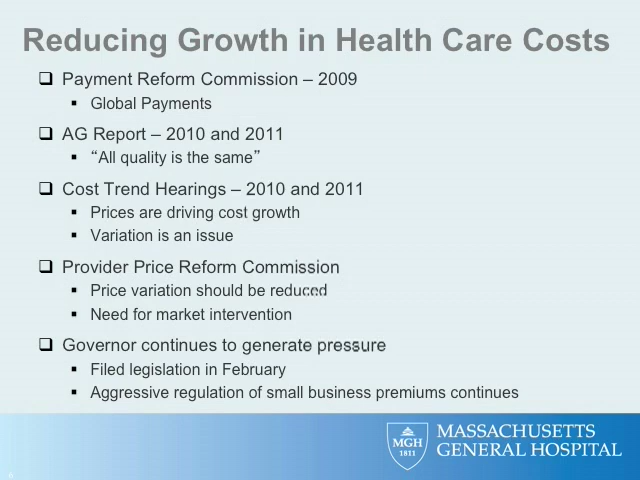 Reducing Growth in Health Care Costs
❑ Payment Reform Commission – 2009
▪ Global Payments
❑ AG Report – 2010 and 2011
▪ “All quality is the same”
❑ Cost Trend Hearings – 2010 and 2011
▪ Prices are driving cost growth
▪ Variation is an issue
❑ Provider Price Reform Commission
▪ Price variation should be reduced
▪ Need for market intervention
❑ Governor continues to generate pressure
▪ Filed legislation in February
▪ Aggressive regulation of small business premiums continues
MGH
1811
MASSACHUSETTS
GENERAL HOSPITAL